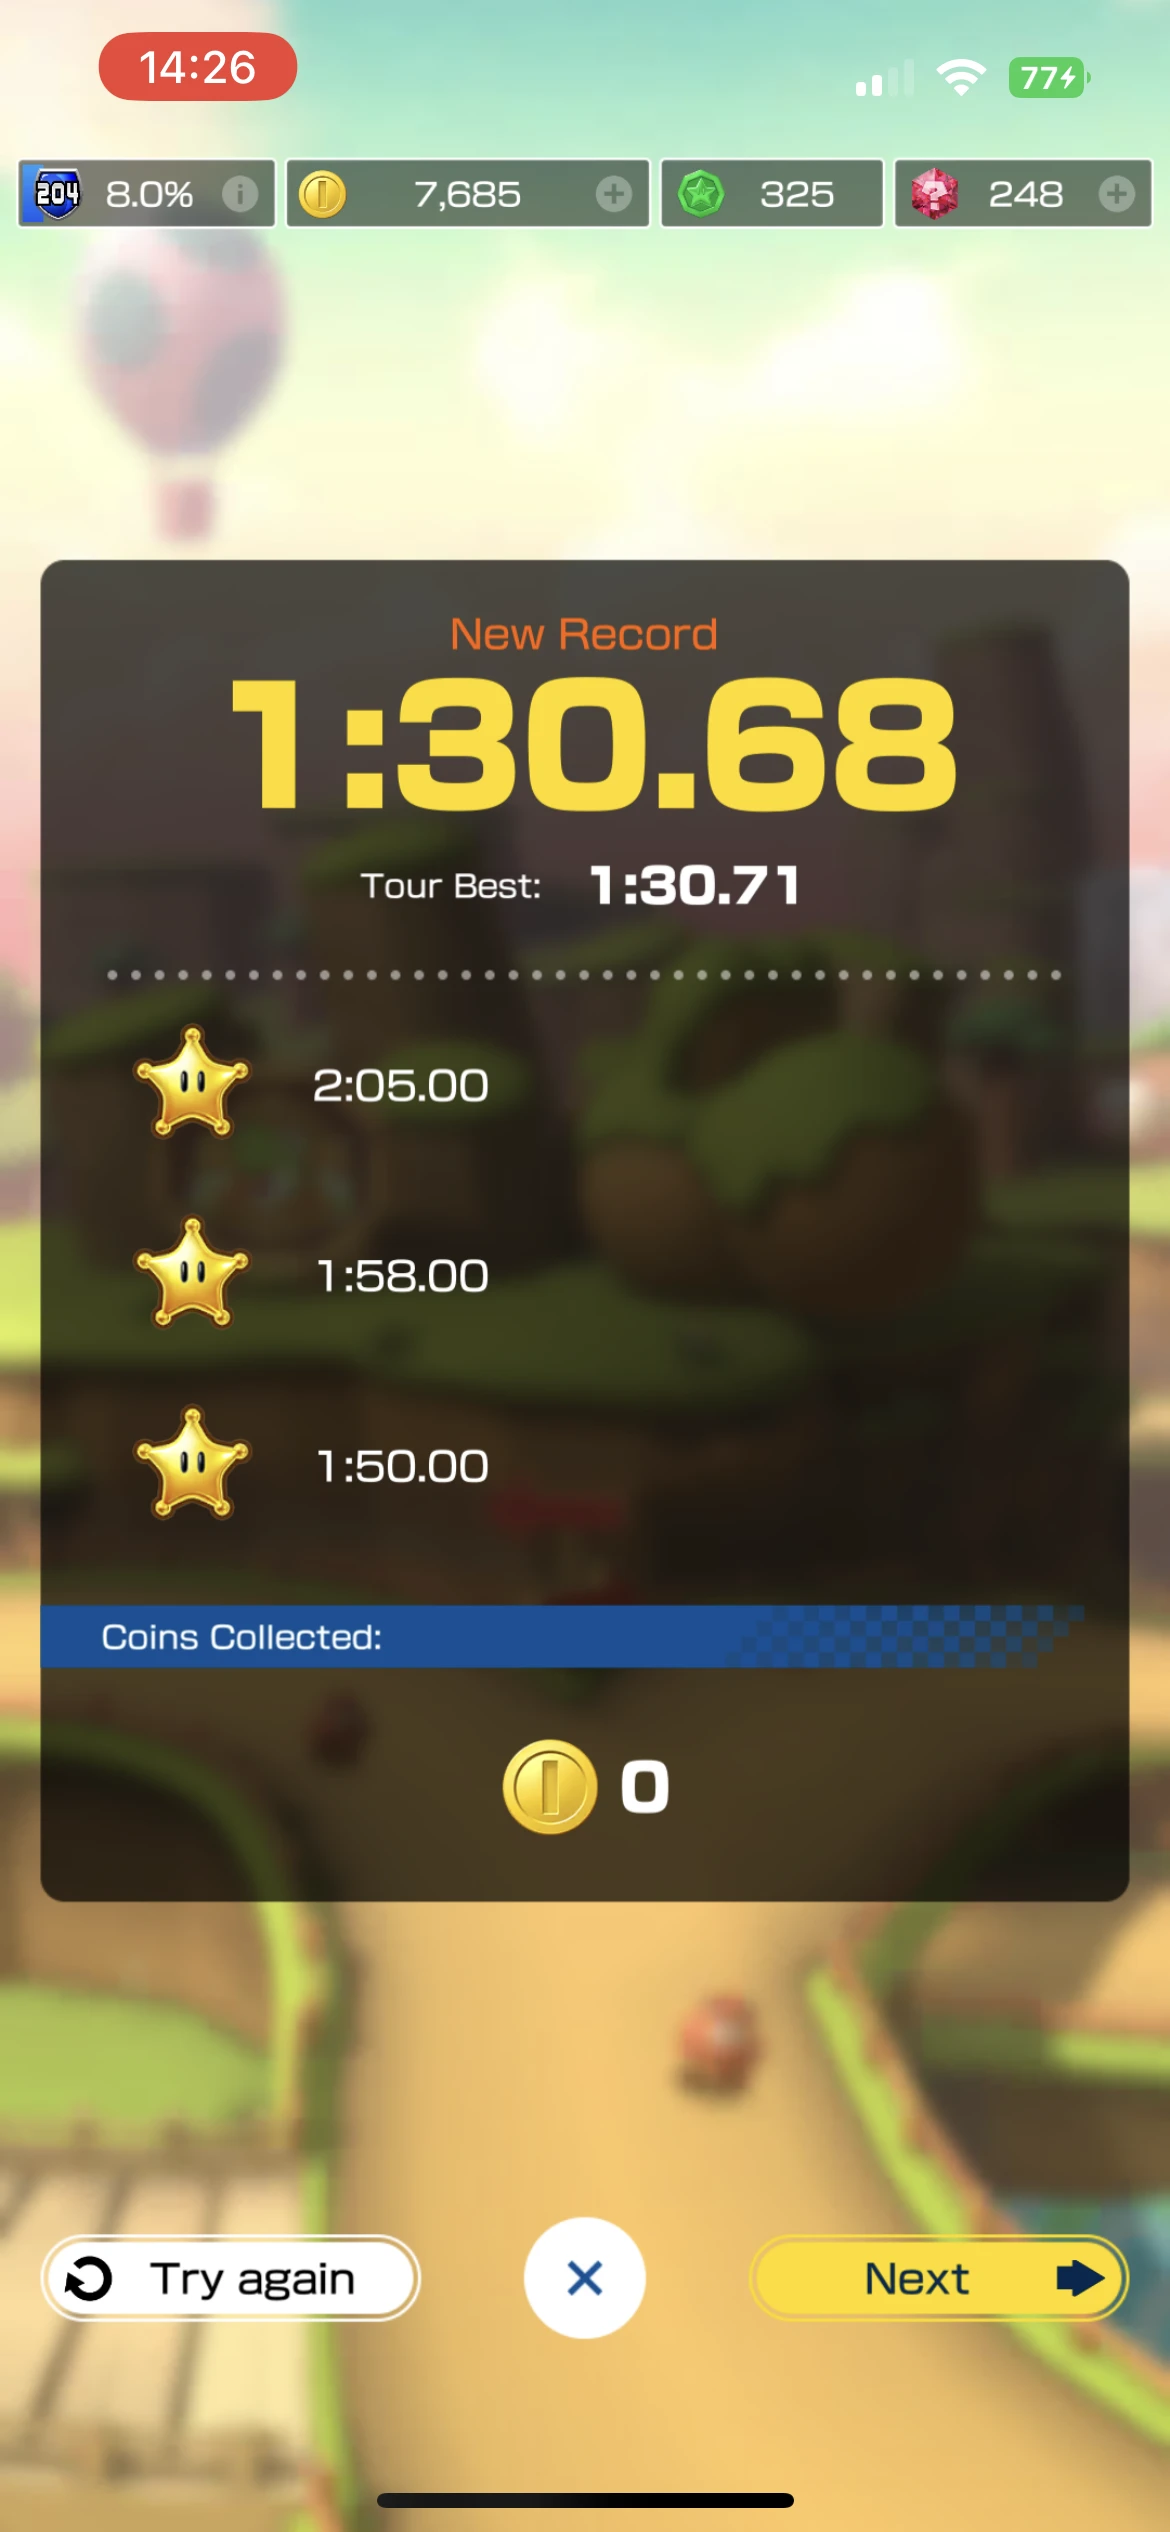 14:26
77
204 8.0% i 7,685 + 325 ? 248 +
New Record
1:30.68
Tour Best: 1:30.71
2:05.00
1:58.00
1:50.00
Coins Collected:
0
Try again × Next